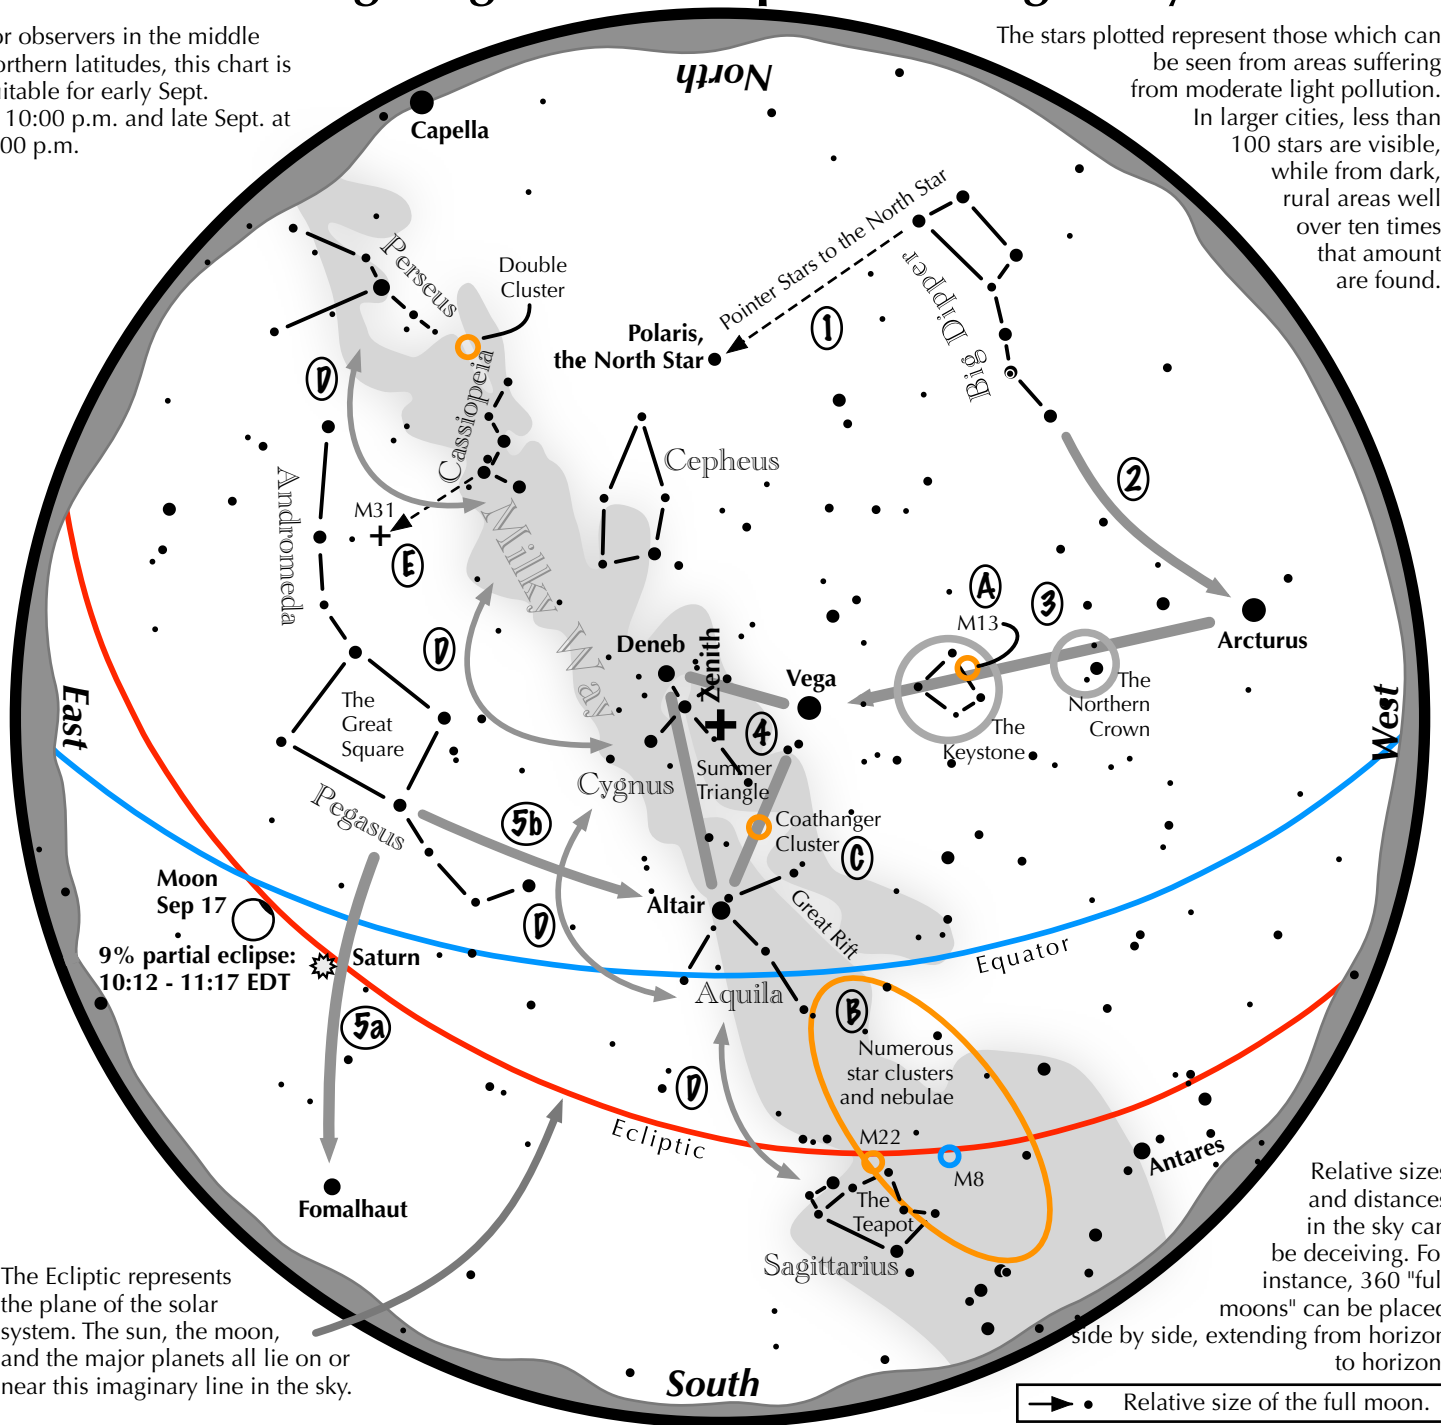 or observers in the middle
orthern latitudes, this chart is
itable for early Sept.
10:00 p.m. and late Sept. at
00 p.m.
The stars plotted represent those which can
be seen from areas suffering
from moderate light pollution.
In larger cities, less than
100 stars are visible,
while from dark,
rural areas well
over ten times
that amount
are found.
North
Capella
Perseus
Double
Cluster
Pointer Stars to the North Star
Big Dipper
1
Polaris,
the North Star
D
Cassiopeia
Cepheus
2
Andromeda
M31
E
Milky Way
A
3
M13
Arcturus
D
Deneb
Zenith
Vega
The
Northern
Crown
East
West
The
Great
Square
4
The
Keystone
Cygnus
Summer
Triangle
Pegasus
5b
Coathanger
Cluster
C
Moon
Sep 17
Altair
Great Rift
D
9% partial eclipse:
10:12 - 11:17 EDT
Saturn
Equator
Aquila
5a
B
Numerous
star clusters
and nebulae
D
Ecliptic
M22
M8
Antares
Fomalhaut
The
Teapot
Sagittarius
Relative sizes
and distances
in the sky can
be deceiving. Fo
instance, 360 "ful
moons" can be placed
side by side, extending from horizon
to horizon
The Ecliptic represents
the plane of the solar
system. The sun, the moon,
and the major planets all lie on or
near this imaginary line in the sky.
South
Relative size of the full moon.